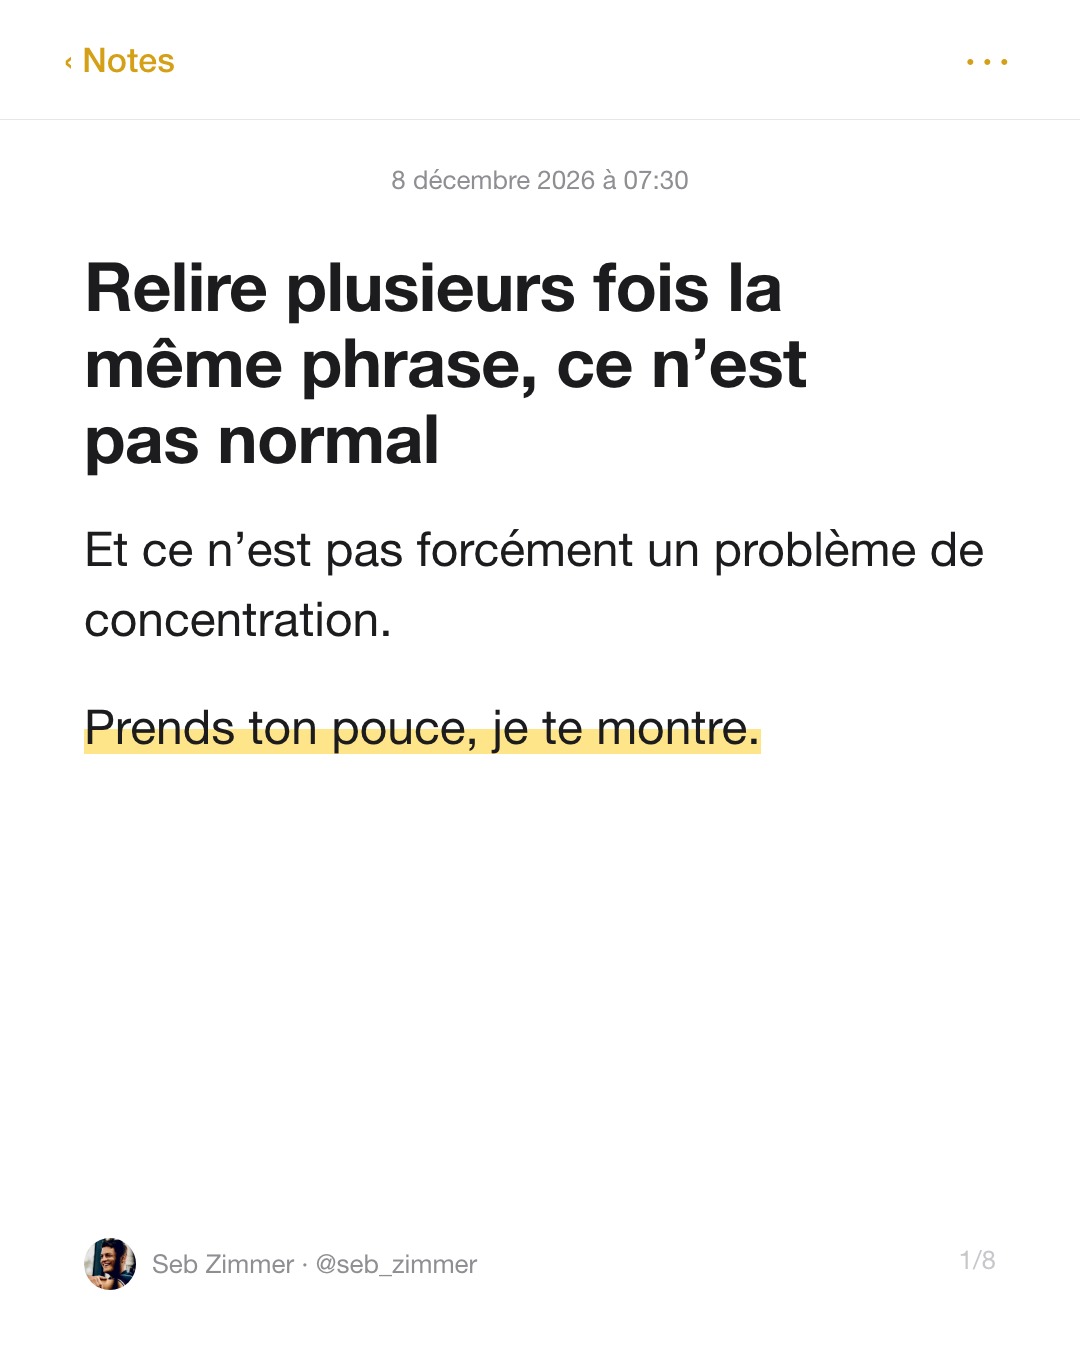 ‹ Notes
...
8 décembre 2026 à 07:30
Relire plusieurs fois la
même phrase, ce n’est
pas normal
Et ce n’est pas forcément un problème de
concentration.
Prends ton pouce, je te montre.
Seb Zimmer · @seb_zimmer
1/8